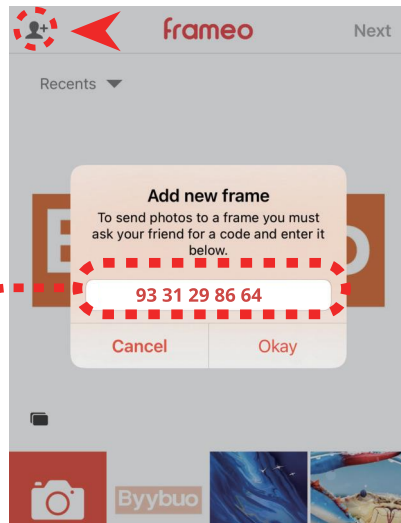 frameo
Next
Recents
Add new frame
To send photos to a frame you must
ask your friend for a code and enter it
below.
93 31 29 86 64
Cancel
Okay
Byybuo